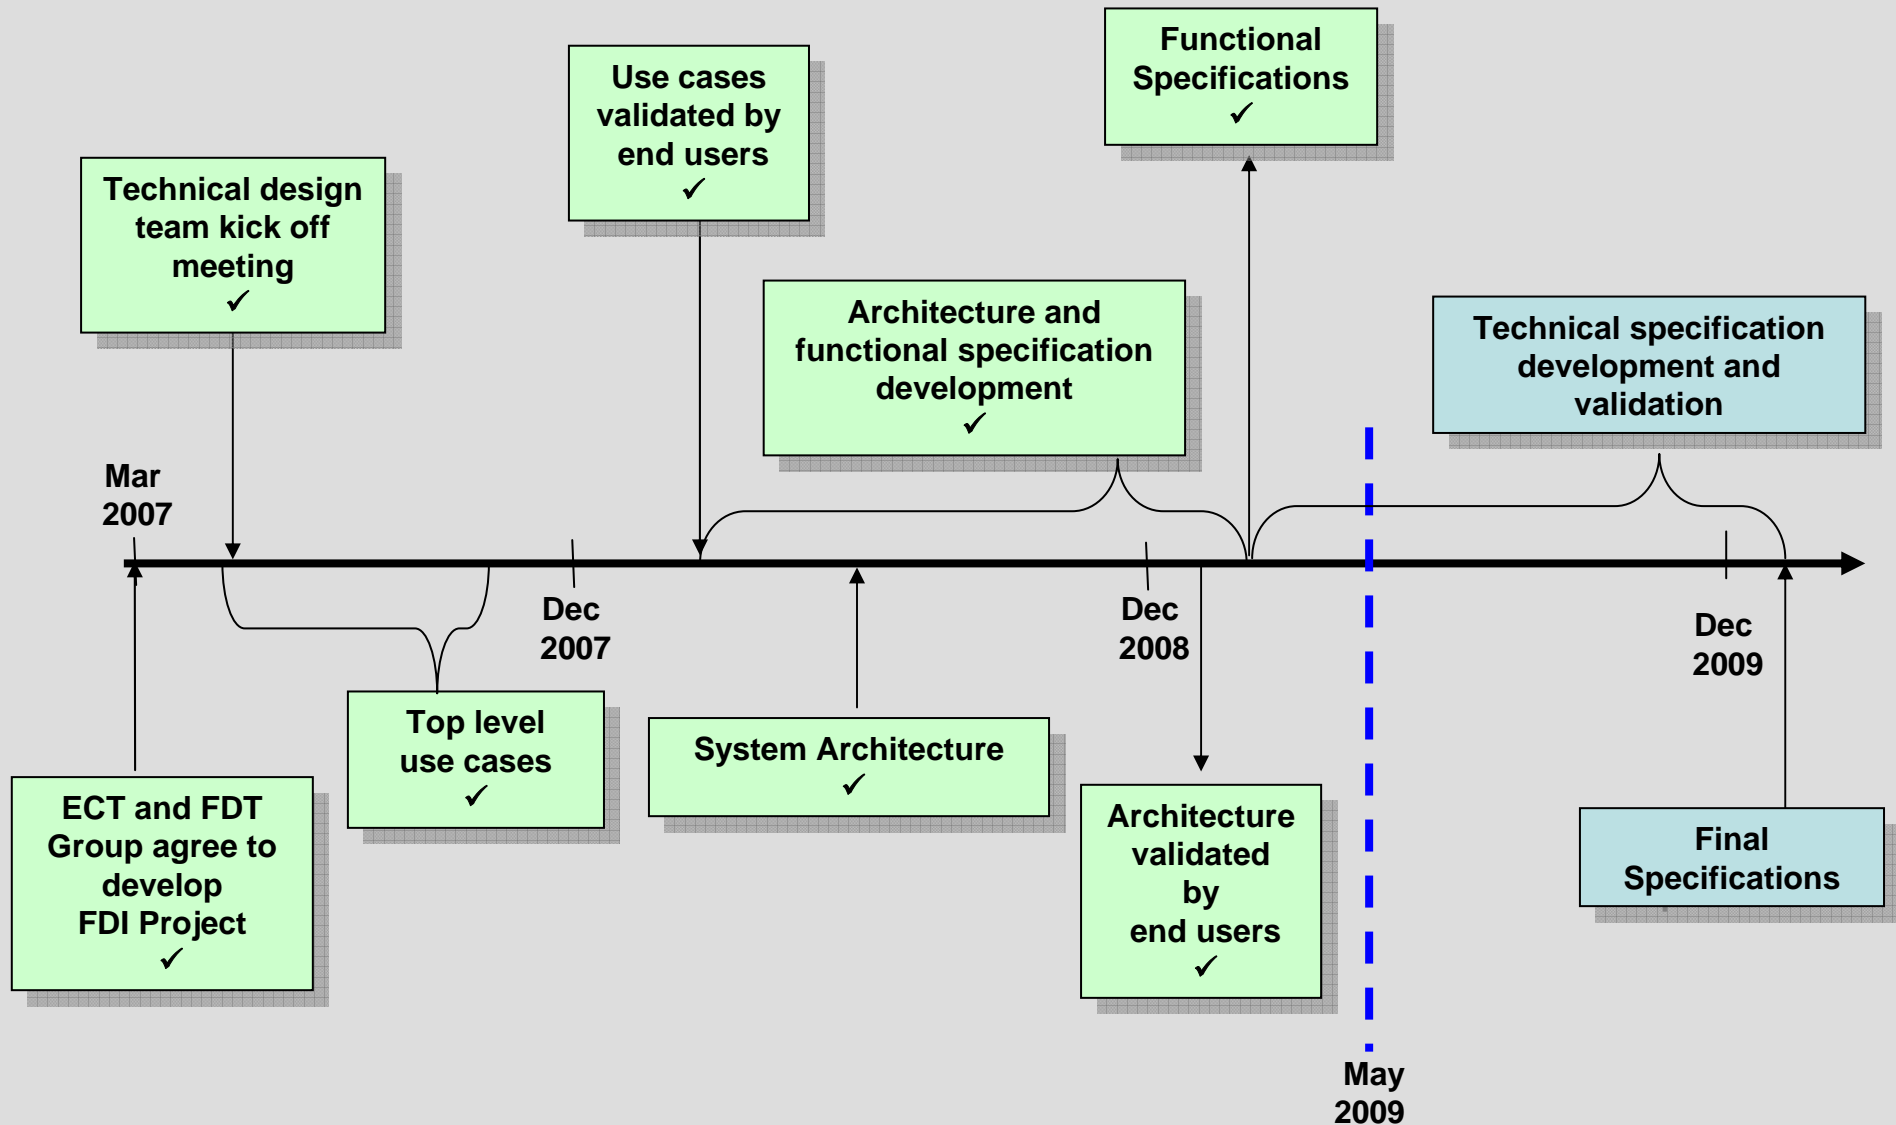 Functional
Specifications
✓
Use cases
validated by
end users
✓
Technical design
team kick off
meeting
✓
Architecture and
functional specification
development
✓
Technical specification
development and
validation
Mar
2007
Dec
2007
Dec
2008
Dec
2009
Top level
use cases
✓
System Architecture
✓
ECT and FDT
Group agree to
develop
FDI Project
✓
Architecture
validated
by
end users
✓
Final
Specifications
May
2009